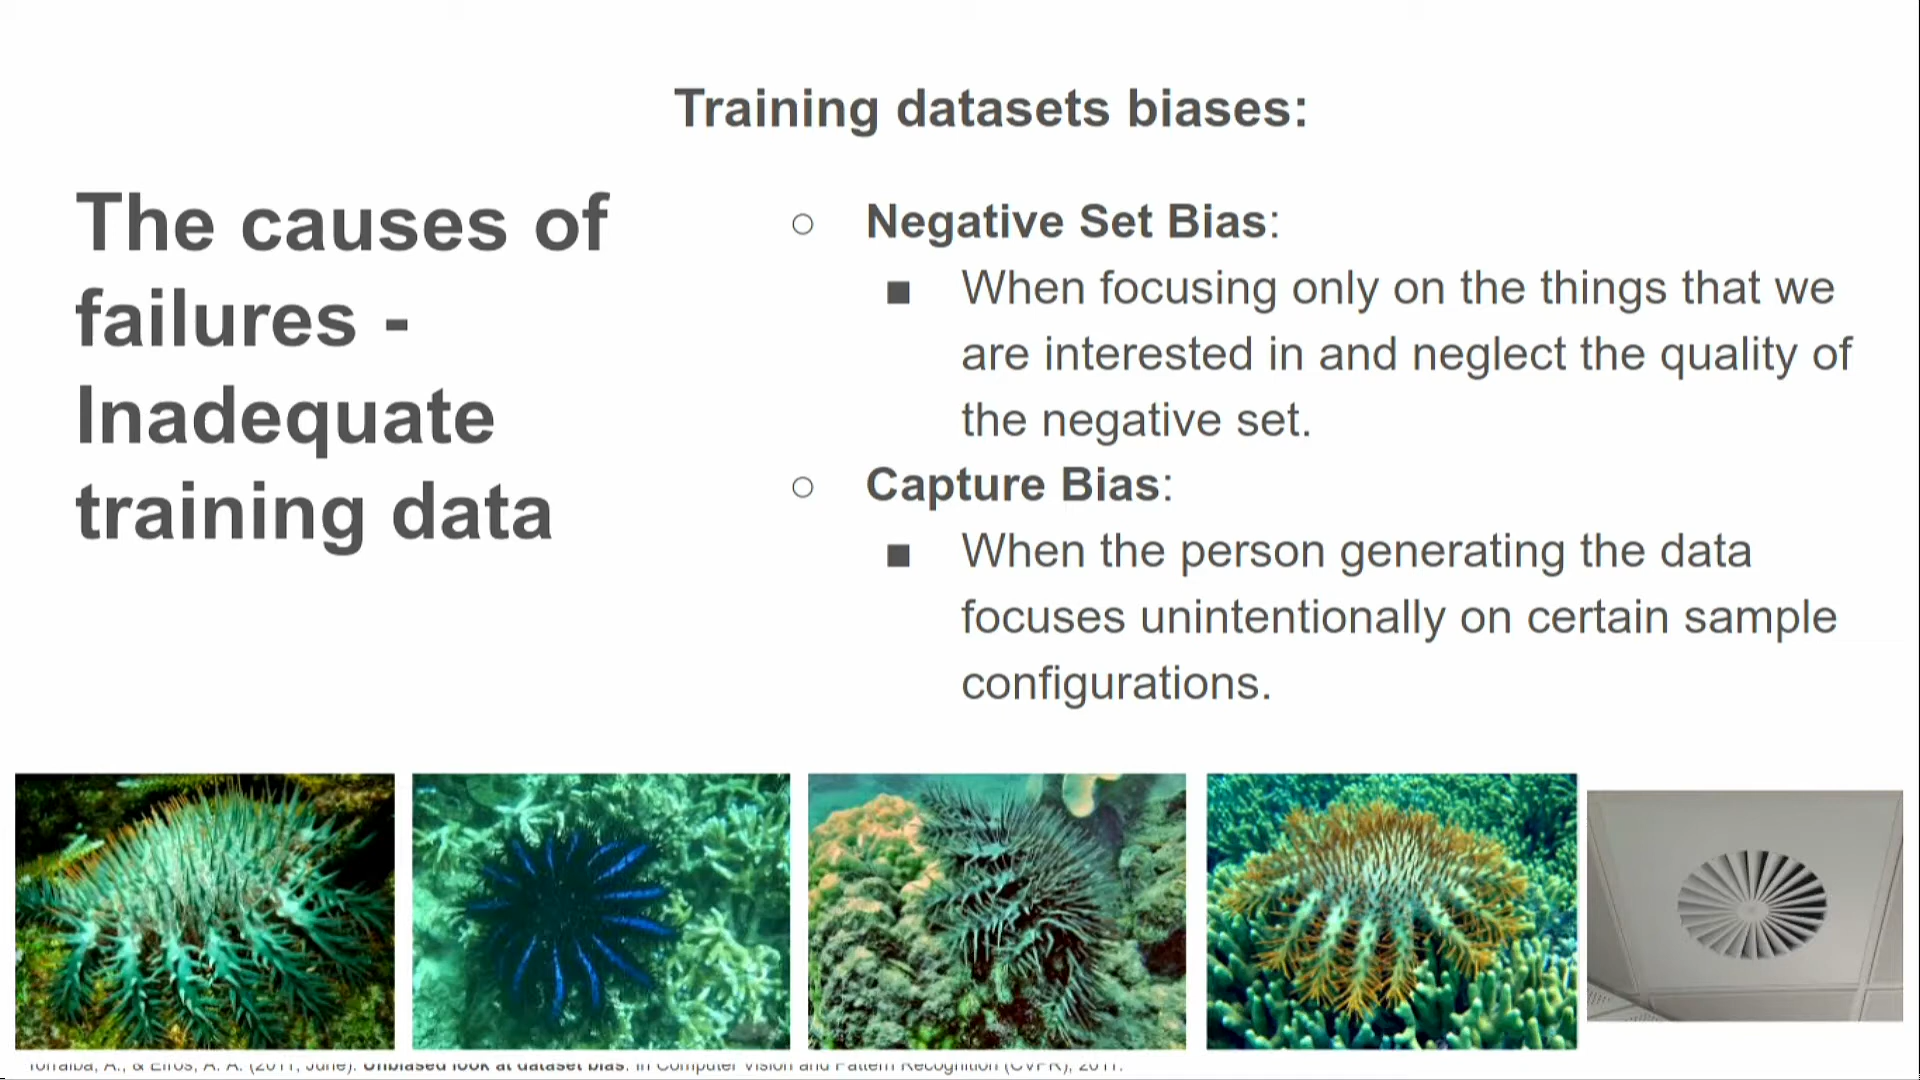 Training datasets biases:
The causes of
failures -
Inadequate
training data
○ Negative Set Bias:
■ When focusing only on the things that we
are interested in and neglect the quality of
the negative set.
○ Capture Bias:
■ When the person generating the data
focuses unintentionally on certain sample
configurations.
Torralba, A., & Efros, A. A. (2011, June). Unbiased look at dataset bias. In Computer Vision and Pattern Recognition (CVPR), 2011.